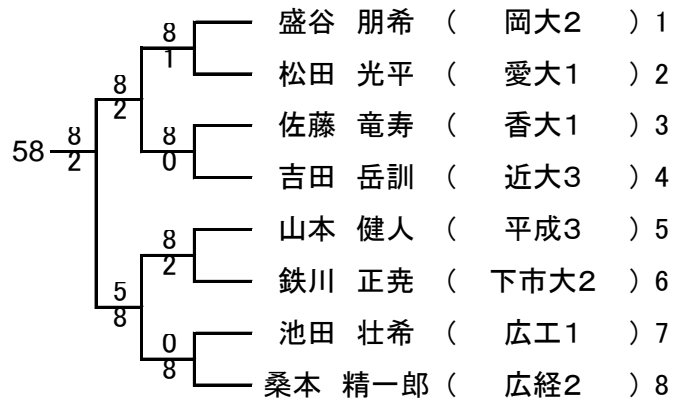 盛谷 朋希 ( 岡大2 ) 1
8
1
松田 光平 ( 愛大1 ) 2
8
2
佐藤 竜寿 ( 香大1 ) 3
8
0
58
8
2
吉田 岳訓 ( 近大3 ) 4
山本 健人 ( 平成3 ) 5
8
2
鉄川 正尭 ( 下市大2 ) 6
5
8
池田 壮希 ( 広工1 ) 7
0
8
桑本 精一郎 ( 広経2 ) 8